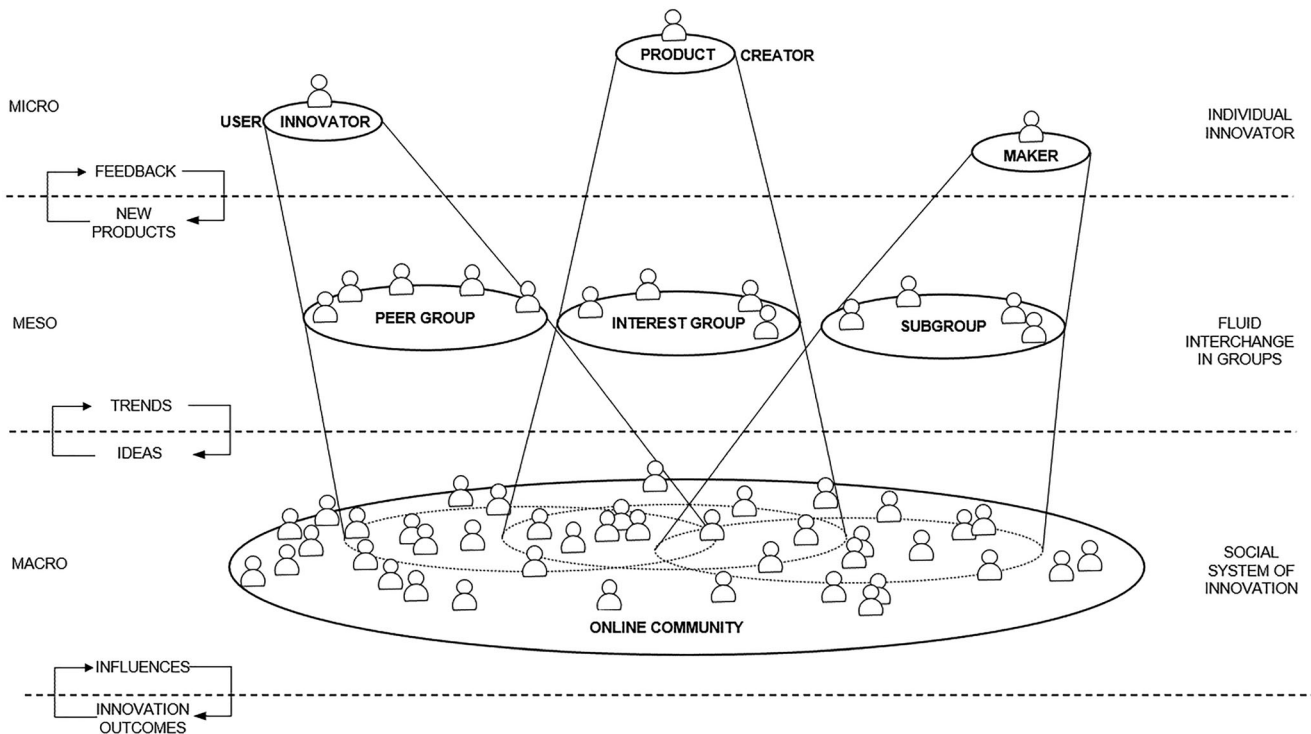 PRODUCT CREATOR
MICRO
USER INNOVATOR
INDIVIDUAL
INNOVATOR
MAKER
FEEDBACK
NEW
PRODUCTS
MESO
PEER GROUP
INTEREST GROUP
SUBGROUP
FLUID
INTERCHANGE
IN GROUPS
TRENDS
IDEAS
MACRO
SOCIAL
SYSTEM OF
INNOVATION
ONLINE COMMUNITY
INFLUENCES
INNOVATION
OUTCOMES